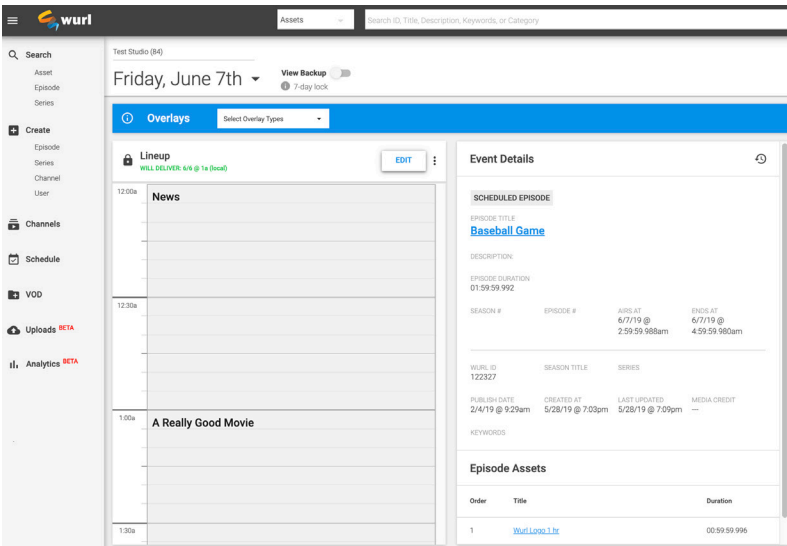 wurl
Assets
Search ID, Title, Description, Keywords, or Category
Search
Asset
Episode
Series
Create
Episode
Series
Channel
User
Channels
Schedule
VOD
Uploads BETA
Analytics BETA
Test Studio (84)
Friday, June 7th
View Backup
7-day lock
Overlays
Select Overlay Types
Lineup
WILL DELIVER: 6/6 @ 1a (local)
EDIT
12:00a
News
12:30a
1:00a
A Really Good Movie
1:30a
Event Details
SCHEDULED EPISODE
EPISODE TITLE
Baseball Game
DESCRIPTION:
EPISODE DURATION
01:59:59.992
SEASON # EPISODE # AIRS AT ENDS AT
6/7/19 @ 6/7/19 @
2:59:59.988am 4:59:59.980am
WURL ID SEASON TITLE SERIES
122327
PUBLISH DATE CREATED AT LAST UPDATED MEDIA CREDIT
2/4/19 @ 9:29am 5/28/19 @ 7:03pm 5/28/19 @ 7:09pm —
KEYWORDS
Episode Assets
Order Title Duration
1 Wurl Logo 1 hr 00:59:59.996